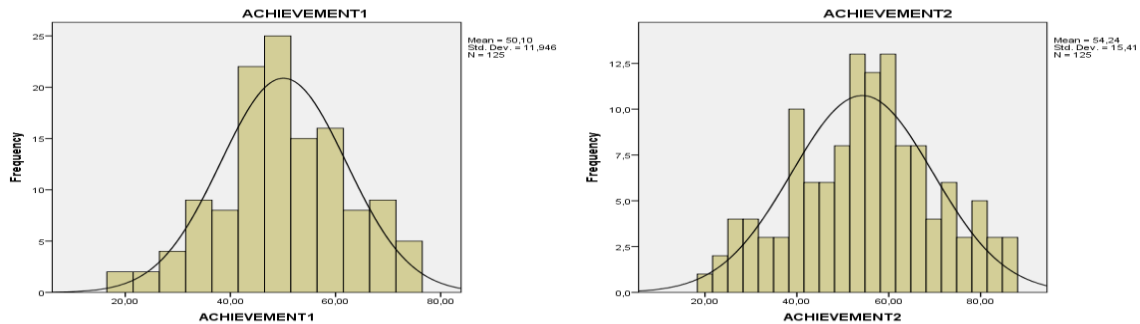 ACHIEVEMENT1
Mean = 50,10
Std. Dev. = 11,946
N = 125
25
20
15
10
5
0
Frequency
20,00 40,00 60,00 80,00
ACHIEVEMENT1
ACHIEVEMENT2
Mean = 54,24
Std. Dev. = 15,41
N = 125
12,5
10,0
7,5
5,0
2,5
0,0
Frequency
20,00 40,00 60,00 80,00
ACHIEVEMENT2